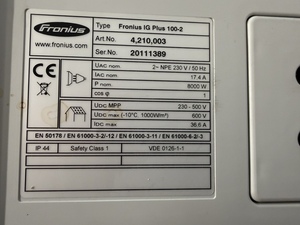 Fronius
www.fronius.com
Type Fronius IG Plus 100-2
Art.No. 4,210,003
Ser.No. 20111389
CE
UAC nom 2~ NPE 230 V / 50 Hz
IAC nom 17.4 A
P nom 8000 W
cos φ 1
UDC MPP 230 - 500 V
UDC max (-10°C, 1000W/m²) 600 V
IDC max 36.6 A
EN 50178 / EN 61000-3-2/-12 / EN 61000-3-11 / EN 61000-6-2/-3
IP 44 Safety Class 1 VDE 0126-1-1